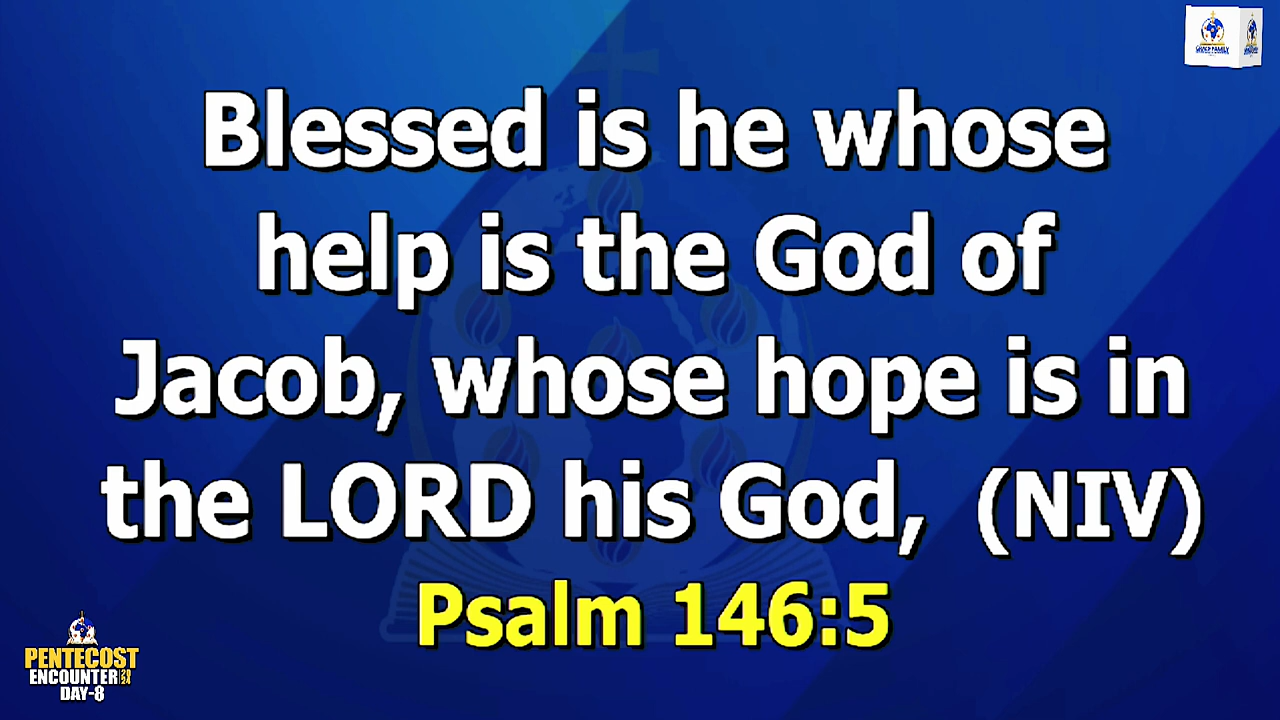 Blessed is he whose
help is the God of
Jacob, whose hope is in
the LORD his God,  (NIV)
Psalm 146:5
PENTECOST
ENCOUNTER 2024
DAY-8